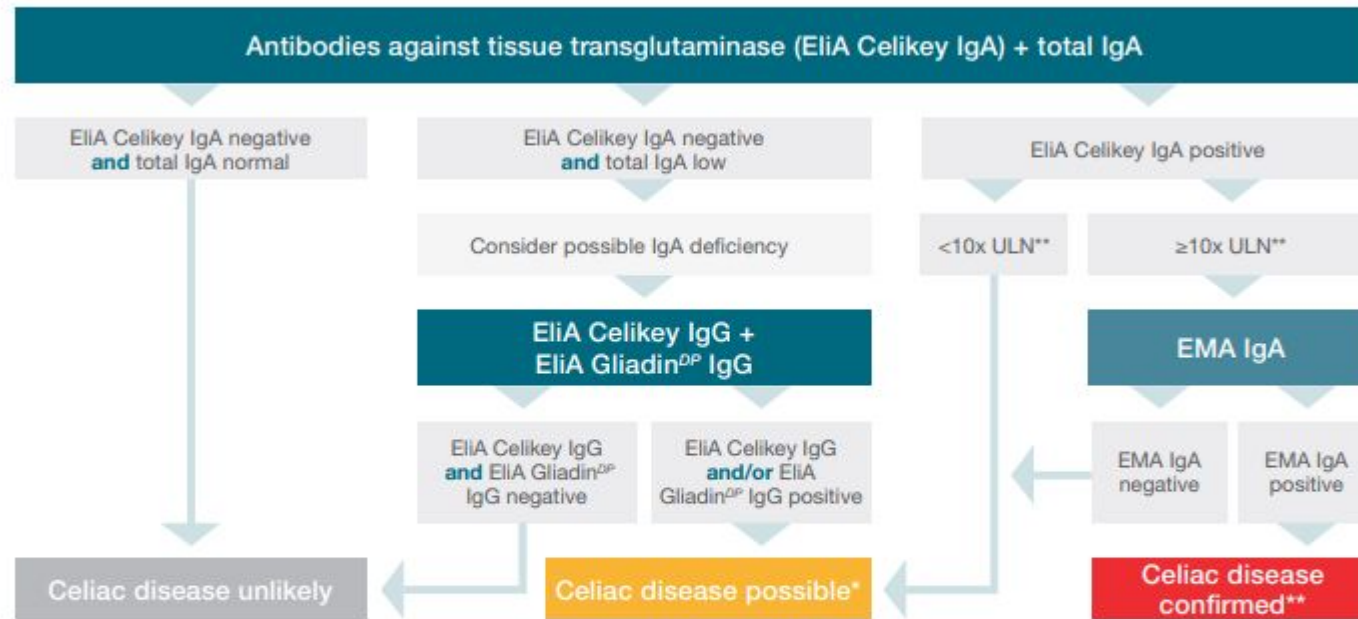 Antibodies against tissue transglutaminase (EliA Celikey IgA) + total IgA
EliA Celikey IgA negative
and total IgA normal
EliA Celikey IgA negative
and total IgA low
EliA Celikey IgA positive
Consider possible IgA deficiency
<10x ULN**
≥10x ULN**
EliA Celikey IgG +
EliA Gliadinᴰᴾ IgG
EMA IgA
EliA Celikey IgG
and EliA Gliadinᴰᴾ
IgG negative
EliA Celikey IgG
and/or EliA
Gliadinᴰᴾ IgG positive
EMA IgA
negative
EMA IgA
positive
Celiac disease unlikely
Celiac disease possible*
Celiac disease
confirmed**